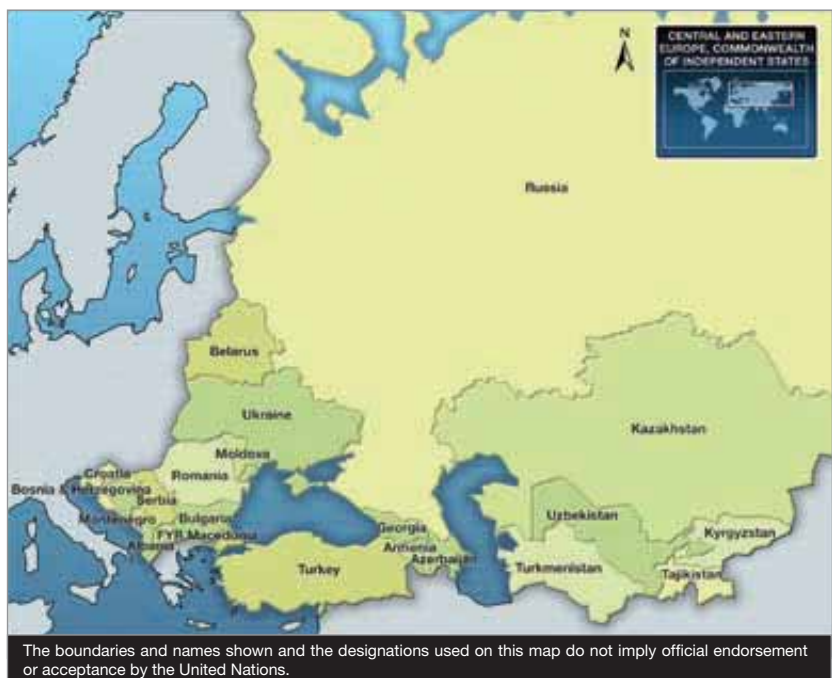 N
CENTRAL AND EASTERN
EUROPE, COMMONWEALTH
OF INDEPENDENT STATES
Russia
Belarus
Ukraine
Kazakhstan
Moldova
Croatia
Romania
Bosnia & Herzegovina
Serbia
Uzbekistan
Montenegro
Bulgaria
Georgia
Kyrgyzstan
FYR Macedonia
Albania
Armenia
Azerbaijan
Turkey
Turkmenistan
Tajikistan
The boundaries and names shown and the designations used on this map do not imply official endorsement
or acceptance by the United Nations.